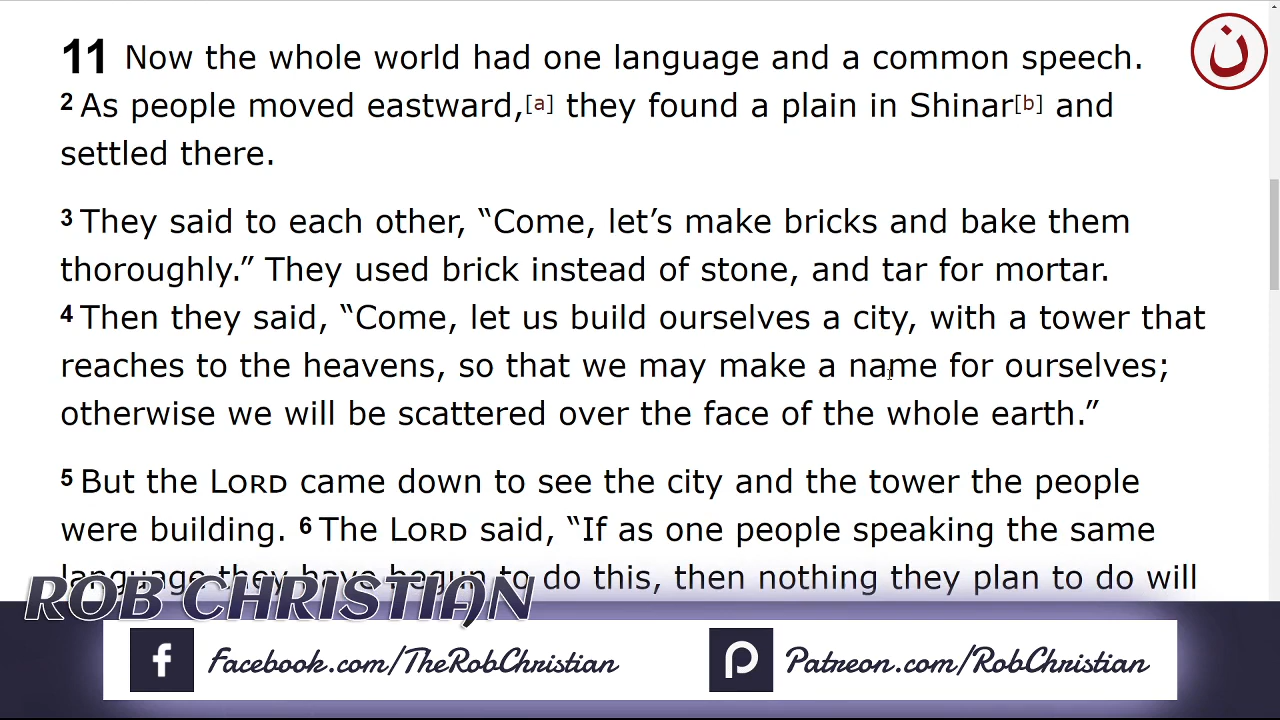 11 Now the whole world had one language and a common speech.
2 As people moved eastward,[a] they found a plain in Shinar[b] and
settled there.
3 They said to each other, “Come, let’s make bricks and bake them
thoroughly.” They used brick instead of stone, and tar for mortar.
4 Then they said, “Come, let us build ourselves a city, with a tower that
reaches to the heavens, so that we may make a name for ourselves;
otherwise we will be scattered over the face of the whole earth.”
5 But the LORD came down to see the city and the tower the people
were building. 6 The LORD said, “If as one people speaking the same
language they have begun to do this, then nothing they plan to do will
ن
ROB CHRISTIAN
f Facebook.com/TheRobChristian
Patreon.com/RobChristian